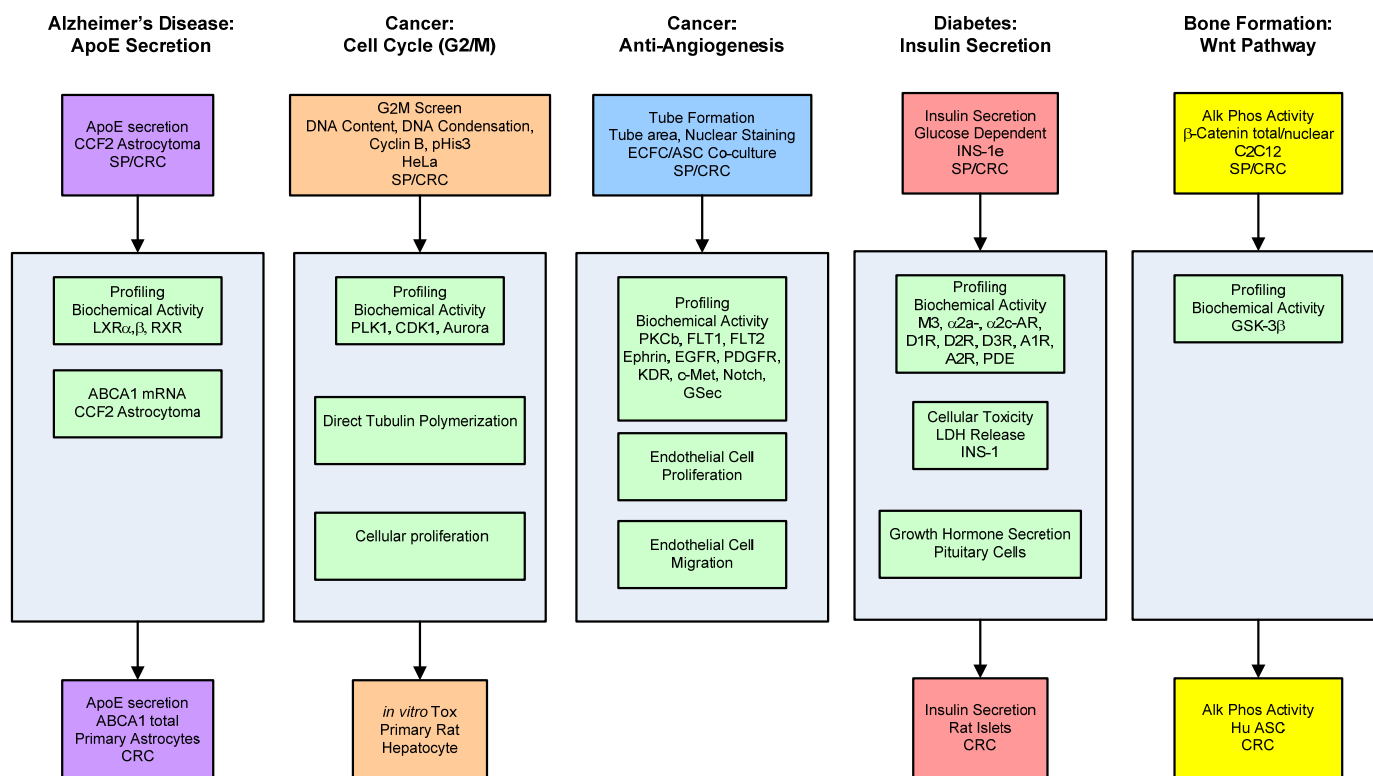 Alzheimer's Disease:
ApoE Secretion
ApoE secretion
CCF2 Astrocytoma
SP/CRC
Profiling
Biochemical Activity
LXRα,β, RXR
ABCA1 mRNA
CCF2 Astrocytoma
ApoE secretion
ABCA1 total
Primary Astrocytes
CRC
Cancer:
Cell Cycle (G2/M)
G2M Screen
DNA Content, DNA Condensation,
Cyclin B, pHis3
HeLa
SP/CRC
Profiling
Biochemical Activity
PLK1, CDK1, Aurora
Direct Tubulin Polymerization
Cellular proliferation
in vitro Tox
Primary Rat
Hepatocyte
Cancer:
Anti-Angiogenesis
Tube Formation
Tube area, Nuclear Staining
ECFC/ASC Co-culture
SP/CRC
Profiling
Biochemical Activity
PKCb, FLT1, FLT2
Ephrin, EGFR, PDGFR,
KDR, c-Met, Notch,
GSec
Endothelial Cell
Proliferation
Endothelial Cell
Migration
Diabetes:
Insulin Secretion
Insulin Secretion
Glucose Dependent
INS-1e
SP/CRC
Profiling
Biochemical Activity
M3, α2a-, α2c-AR,
D1R, D2R, D3R, A1R,
A2R, PDE
Cellular Toxicity
LDH Release
INS-1
Growth Hormone Secretion
Pituitary Cells
Insulin Secretion
Rat Islets
CRC
Bone Formation:
Wnt Pathway
Alk Phos Activity
β-Catenin total/nuclear
C2C12
SP/CRC
Profiling
Biochemical Activity
GSK-3β
Alk Phos Activity
Hu ASC
CRC